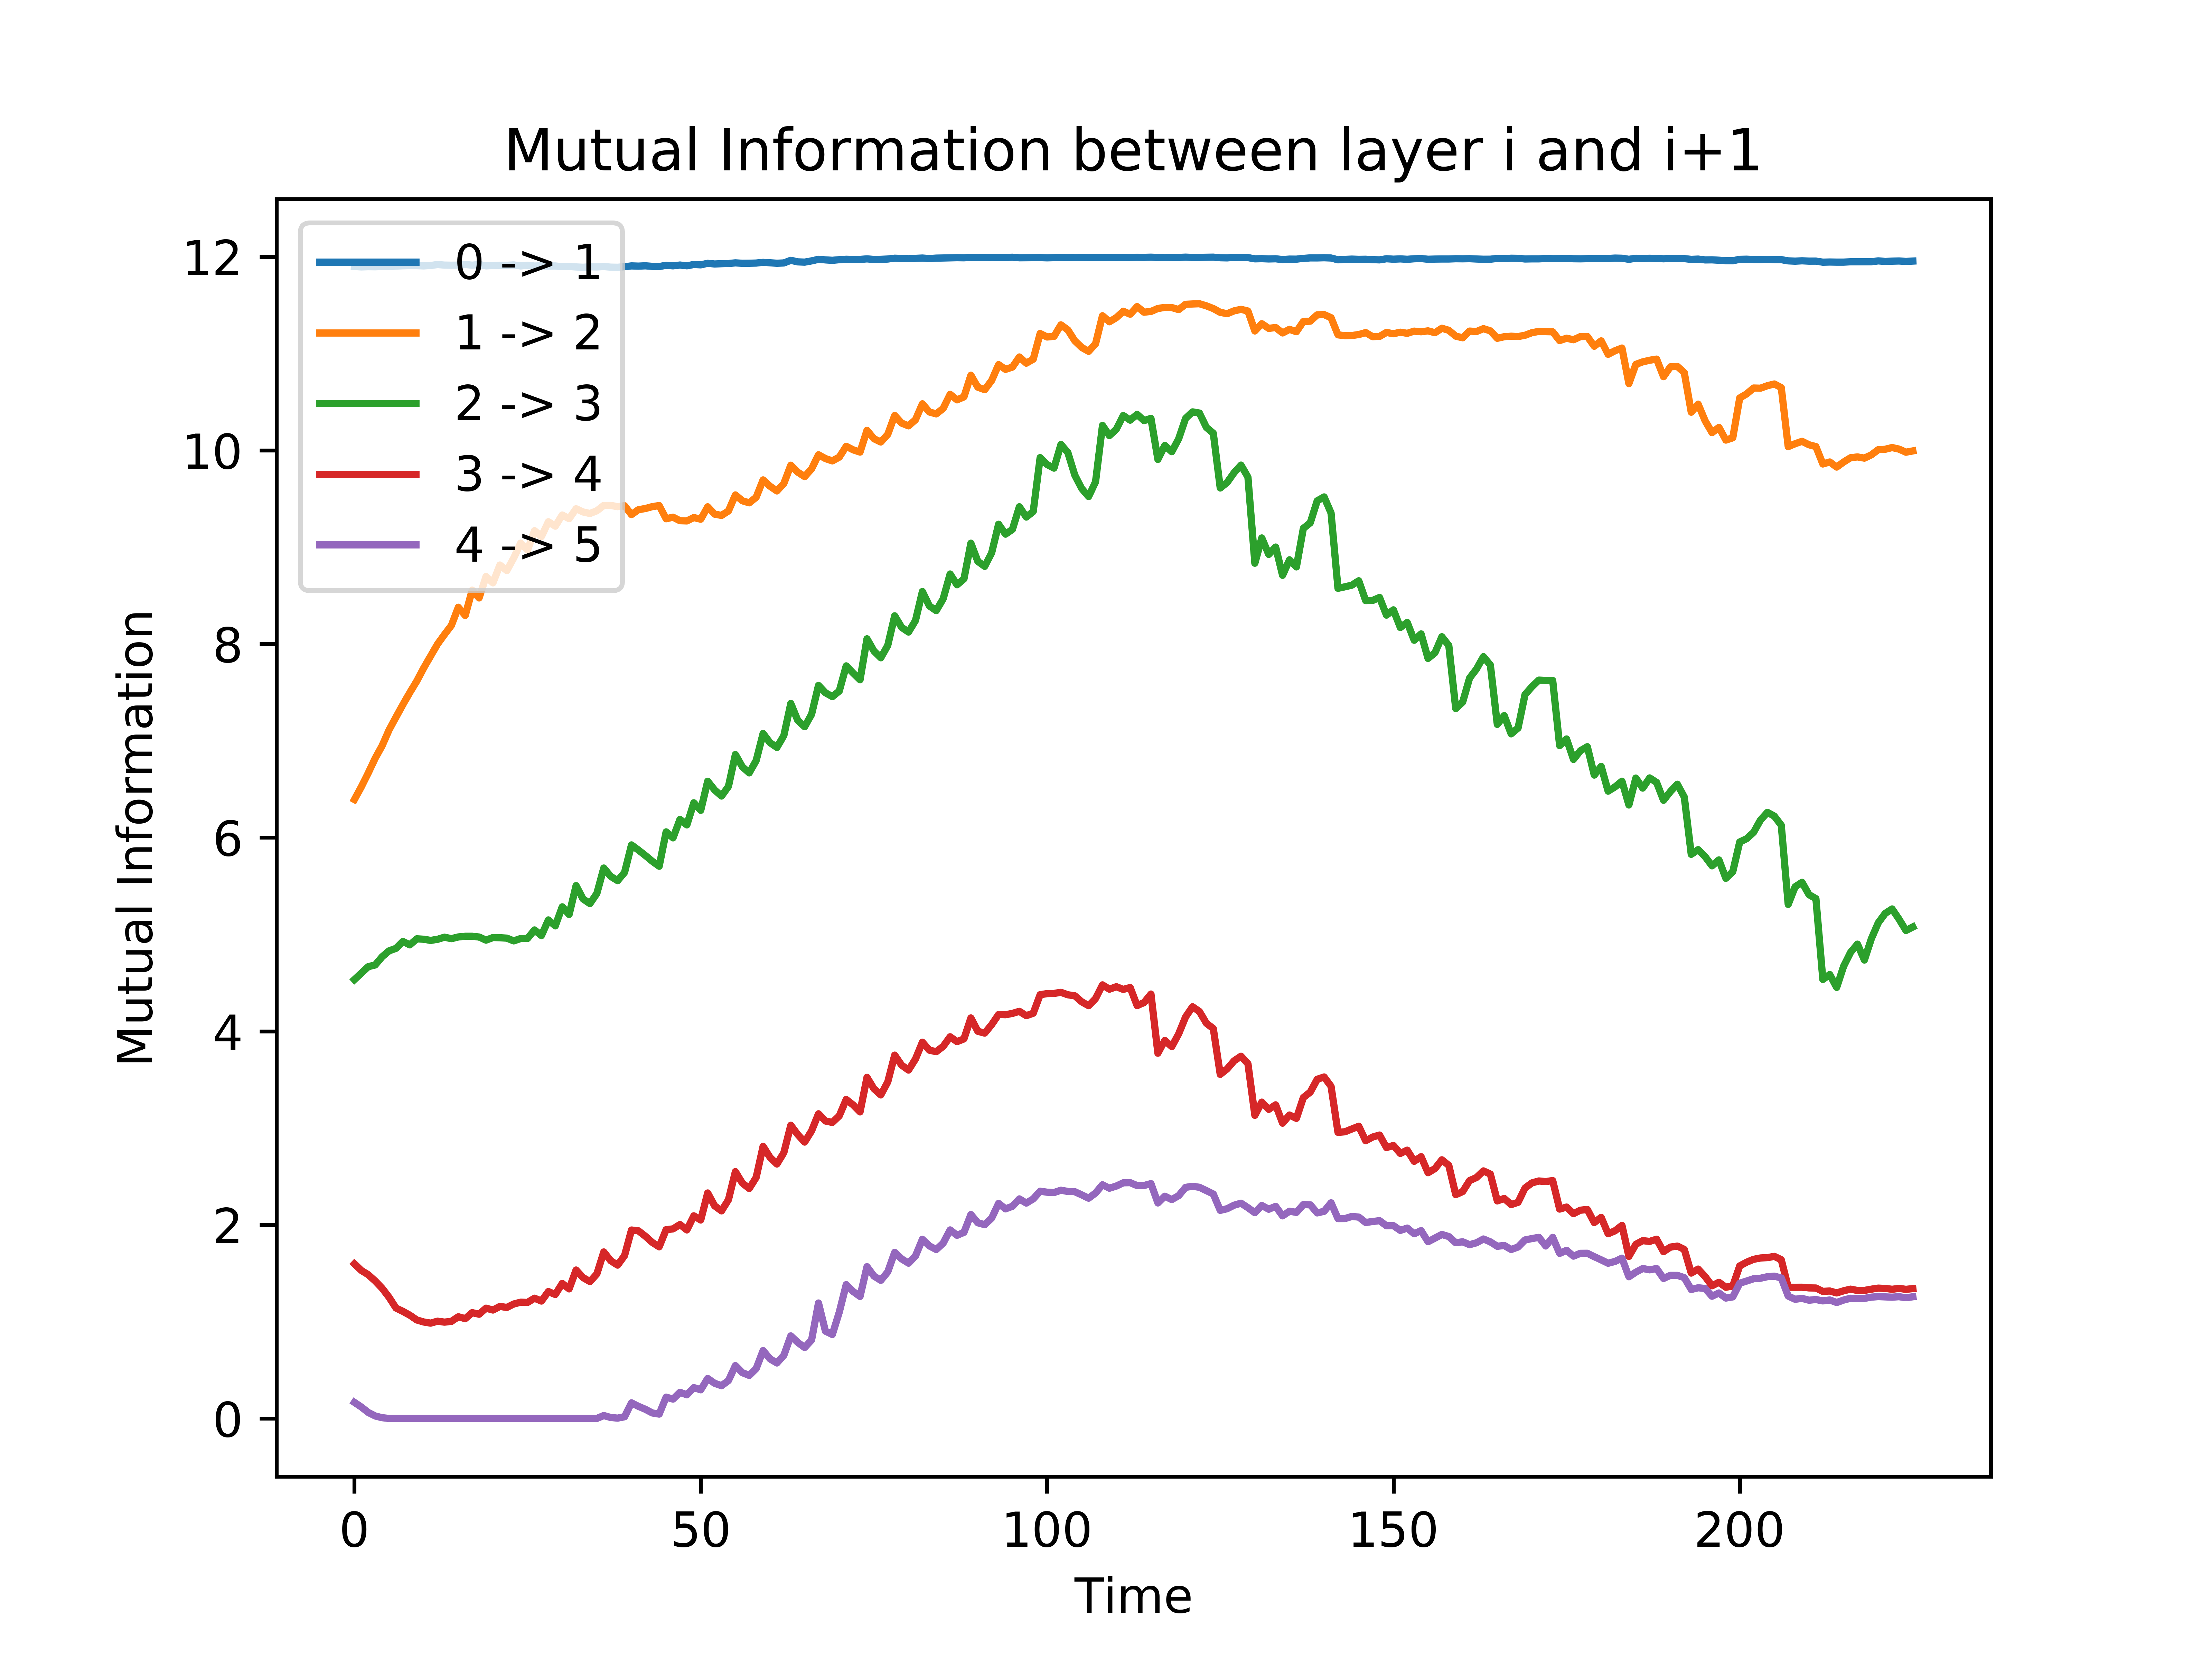 Mutual Information between layer i and i+1
0 -> 1
1 -> 2
2 -> 3
3 -> 4
4 -> 5
Mutual Information
12
10
8
6
4
2
0
0 50 100 150 200
Time